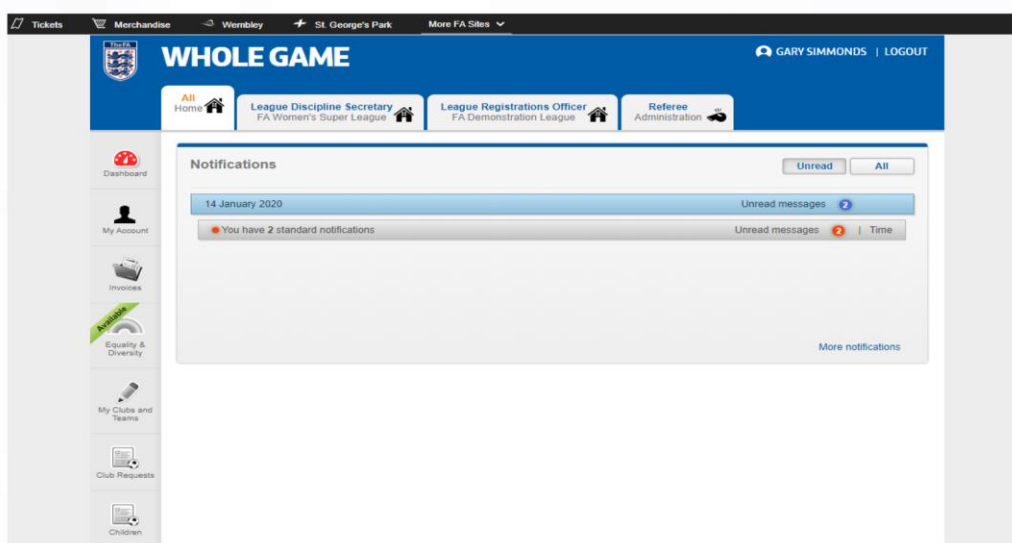 Tickets Merchandise Wembley St. George's Park More FA Sites
TheFA
WHOLE GAME
GARY SIMMONDS | LOGOUT
All
Home
League Discipline Secretary
FA Women's Super League
League Registrations Officer
FA Demonstration League
Referee
Administration
Dashboard
My Account
Invoices
Available
Equality &
Diversity
My Clubs and
Teams
Club Requests
Children
Notifications
Unread All
14 January 2020 Unread messages 2
You have 2 standard notifications Unread messages 2 | Time
More notifications